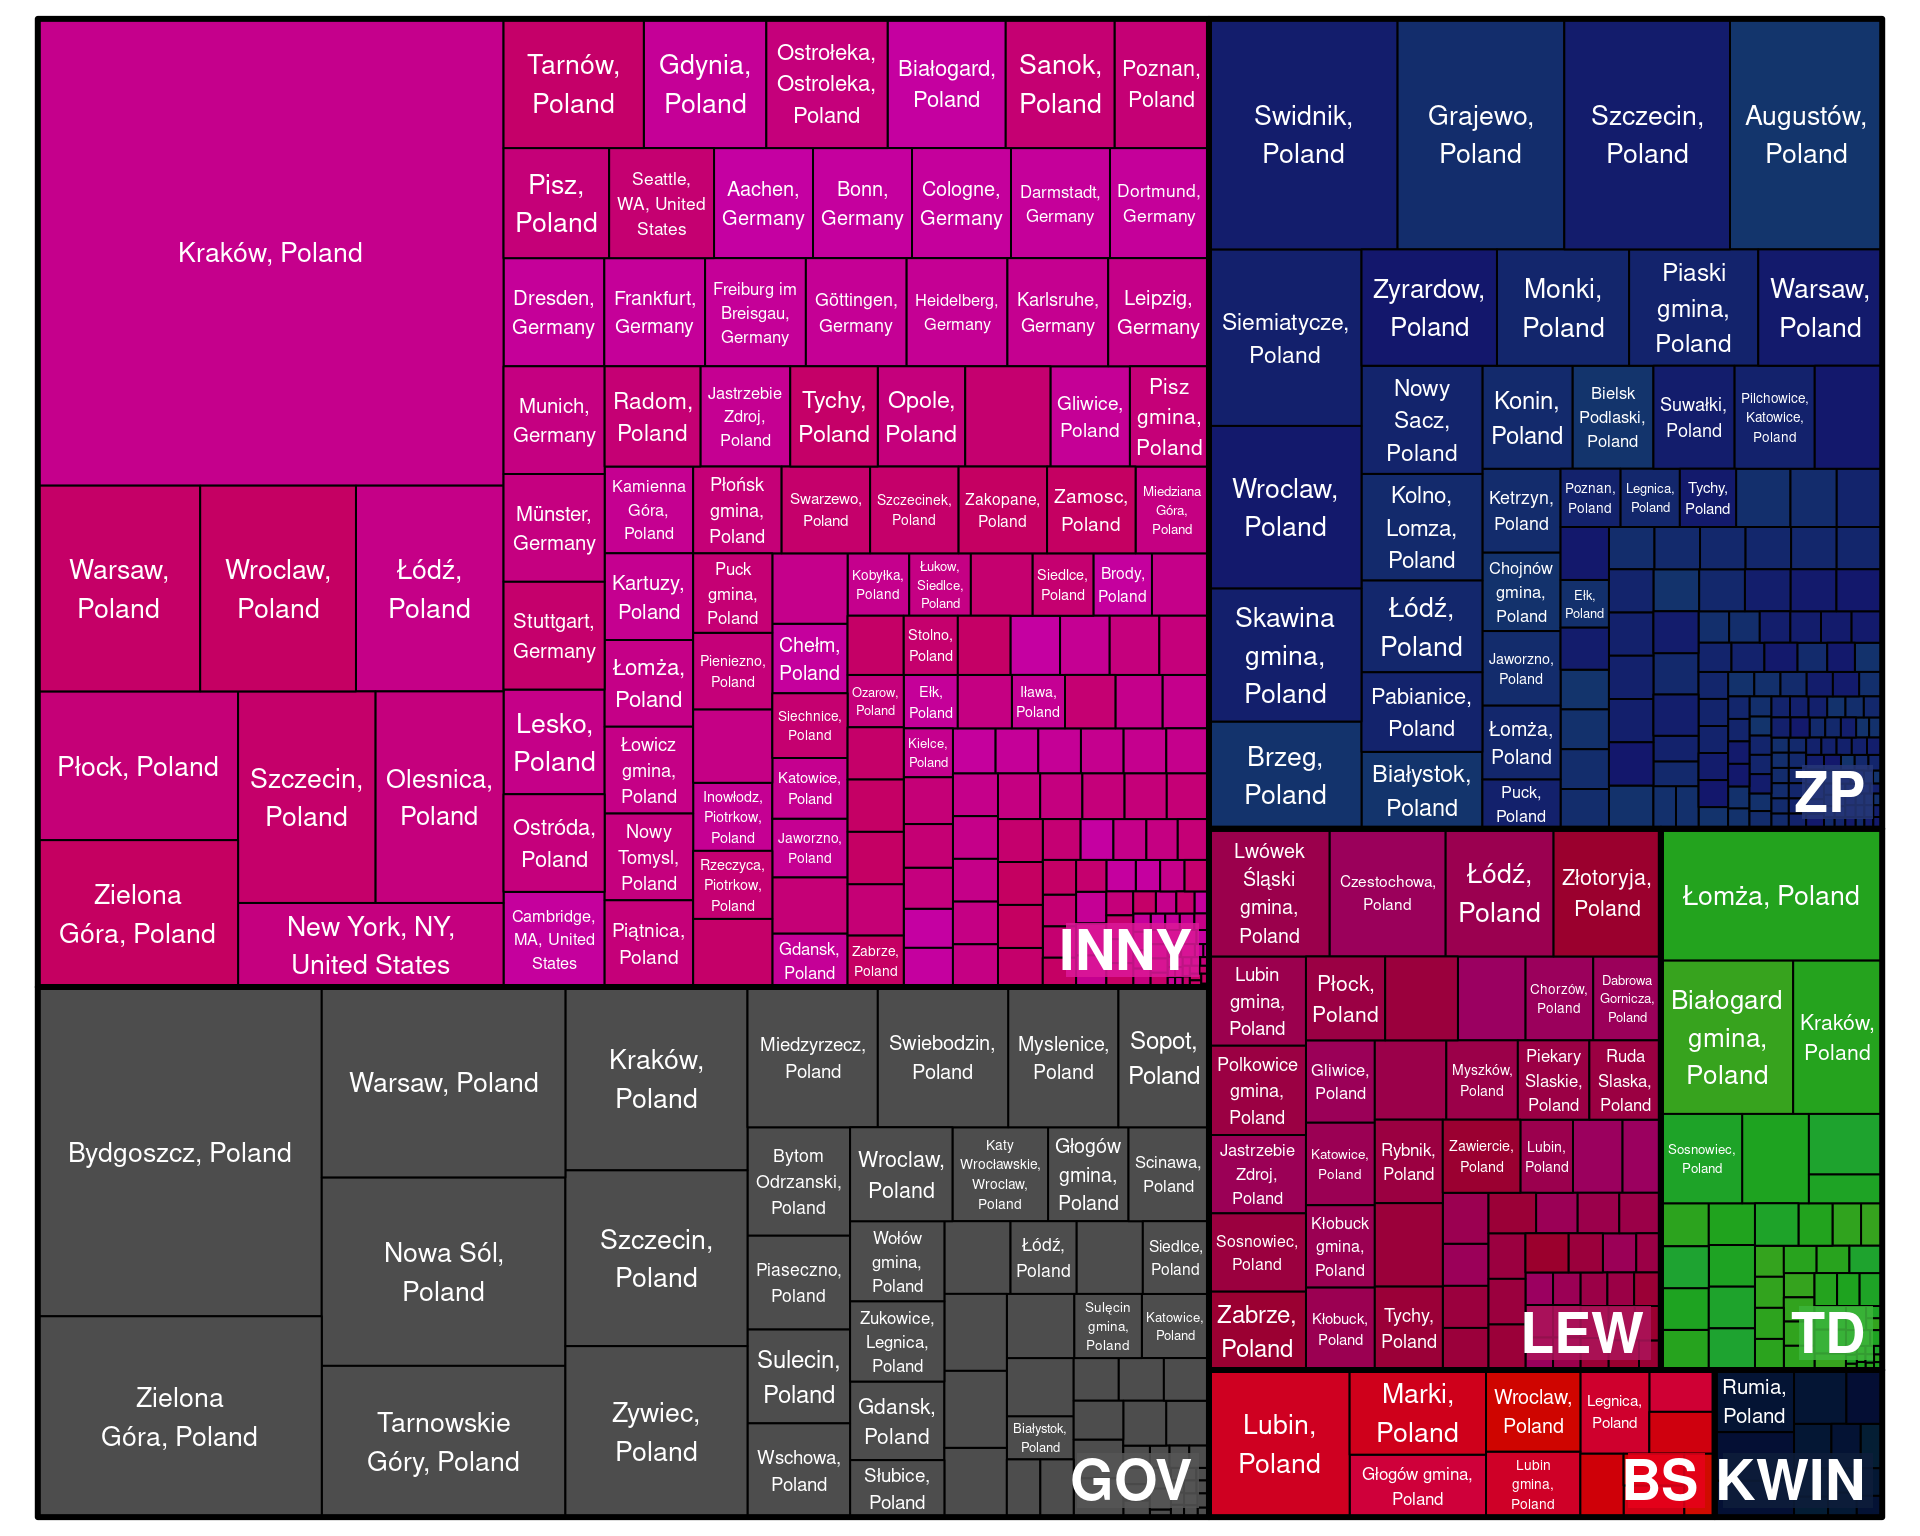 Kraków, Poland
Warsaw,
Poland
Wroclaw,
Poland
Łódź,
Poland
Płock, Poland
Zielona
Góra, Poland
Szczecin,
Poland
Olesnica,
Poland
New York, NY,
United States
Tarnów,
Poland
Gdynia,
Poland
Ostrołeka,
Ostroleka,
Poland
Białogard,
Poland
Sanok,
Poland
Poznan,
Poland
Pisz,
Poland
Seattle,
WA, United
States
Aachen,
Germany
Bonn,
Germany
Cologne,
Germany
Darmstadt,
Germany
Dortmund,
Germany
Dresden,
Germany
Frankfurt,
Germany
Freiburg im
Breisgau,
Germany
Göttingen,
Germany
Heidelberg,
Germany
Karlsruhe,
Germany
Leipzig,
Germany
Munich,
Germany
Münster,
Germany
Stuttgart,
Germany
Lesko,
Poland
Ostróda,
Poland
Cambridge,
MA, United
States
Radom,
Poland
Jastrzebie
Zdroj,
Poland
Tychy,
Poland
Opole,
Poland
Gliwice,
Poland
Pisz
gmina,
Poland
Kamienna
Góra,
Poland
Płońsk
gmina,
Poland
Swarzewo,
Poland
Szczecinek,
Poland
Zakopane,
Poland
Zamosc,
Poland
Miedziana
Góra,
Poland
Kartuzy,
Poland
Łomża,
Poland
Łowicz
gmina,
Poland
Nowy
Tomysl,
Poland
Piątnica,
Poland
Puck
gmina,
Poland
Pieniezno,
Poland
Inowłodz,
Piotrkow,
Poland
Rzeczyca,
Piotrkow,
Poland
Chełm,
Poland
Siechnice,
Poland
Katowice,
Poland
Jaworzno,
Poland
Gdansk,
Poland
Kobyłka,
Poland
Łukow,
Siedlce,
Poland
Siedlce,
Poland
Brody,
Poland
Stolno,
Poland
Ozarow,
Poland
Ełk,
Poland
Iława,
Poland
Kielce,
Poland
Zabrze,
Poland
INNY
Swidnik,
Poland
Grajewo,
Poland
Szczecin,
Poland
Augustów,
Poland
Siemiatycze,
Poland
Wroclaw,
Poland
Skawina
gmina,
Poland
Brzeg,
Poland
Zyrardow,
Poland
Monki,
Poland
Piaski
gmina,
Poland
Warsaw,
Poland
Nowy
Sacz,
Poland
Kolno,
Lomza,
Poland
Łódź,
Poland
Pabianice,
Poland
Białystok,
Poland
Konin,
Poland
Bielsk
Podlaski,
Poland
Suwałki,
Poland
Pilchowice,
Katowice,
Poland
Ketrzyn,
Poland
Chojnów
gmina,
Poland
Jaworzno,
Poland
Łomża,
Poland
Puck,
Poland
Poznan,
Poland
Legnica,
Poland
Tychy,
Poland
Ełk,
Poland
ZP
Bydgoszcz, Poland
Zielona
Góra, Poland
Warsaw, Poland
Nowa Sól,
Poland
Tarnowskie
Góry, Poland
Kraków,
Poland
Szczecin,
Poland
Zywiec,
Poland
Miedzyrzecz,
Poland
Swiebodzin,
Poland
Myslenice,
Poland
Sopot,
Poland
Bytom
Odrzanski,
Poland
Piaseczno,
Poland
Sulecin,
Poland
Wschowa,
Poland
Wroclaw,
Poland
Katy
Wrocławskie,
Wroclaw,
Poland
Głogów
gmina,
Poland
Scinawa,
Poland
Wołów
gmina,
Poland
Zukowice,
Legnica,
Poland
Gdansk,
Poland
Słubice,
Poland
Łódź,
Poland
Siedlce,
Poland
Sulęcin
gmina,
Poland
Katowice,
Poland
Białystok,
Poland
GOV
Lwówek
Śląski
gmina,
Poland
Czestochowa,
Poland
Łódź,
Poland
Złotoryja,
Poland
Lubin
gmina,
Poland
Polkowice
gmina,
Poland
Jastrzebie
Zdroj,
Poland
Sosnowiec,
Poland
Zabrze,
Poland
Płock,
Poland
Chorzów,
Poland
Dabrowa
Gornicza,
Poland
Gliwice,
Poland
Katowice,
Poland
Kłobuck
gmina,
Poland
Kłobuck,
Poland
Myszków,
Poland
Piekary
Slaskie,
Poland
Ruda
Slaska,
Poland
Rybnik,
Poland
Zawiercie,
Poland
Lubin,
Poland
Tychy,
Poland
LEW
Łomża, Poland
Białogard
gmina,
Poland
Kraków,
Poland
Sosnowiec,
Poland
TD
Lubin,
Poland
Marki,
Poland
Głogów gmina,
Poland
Wroclaw,
Poland
Lubin
gmina,
Poland
Legnica,
Poland
BS
Rumia,
Poland
KWIN